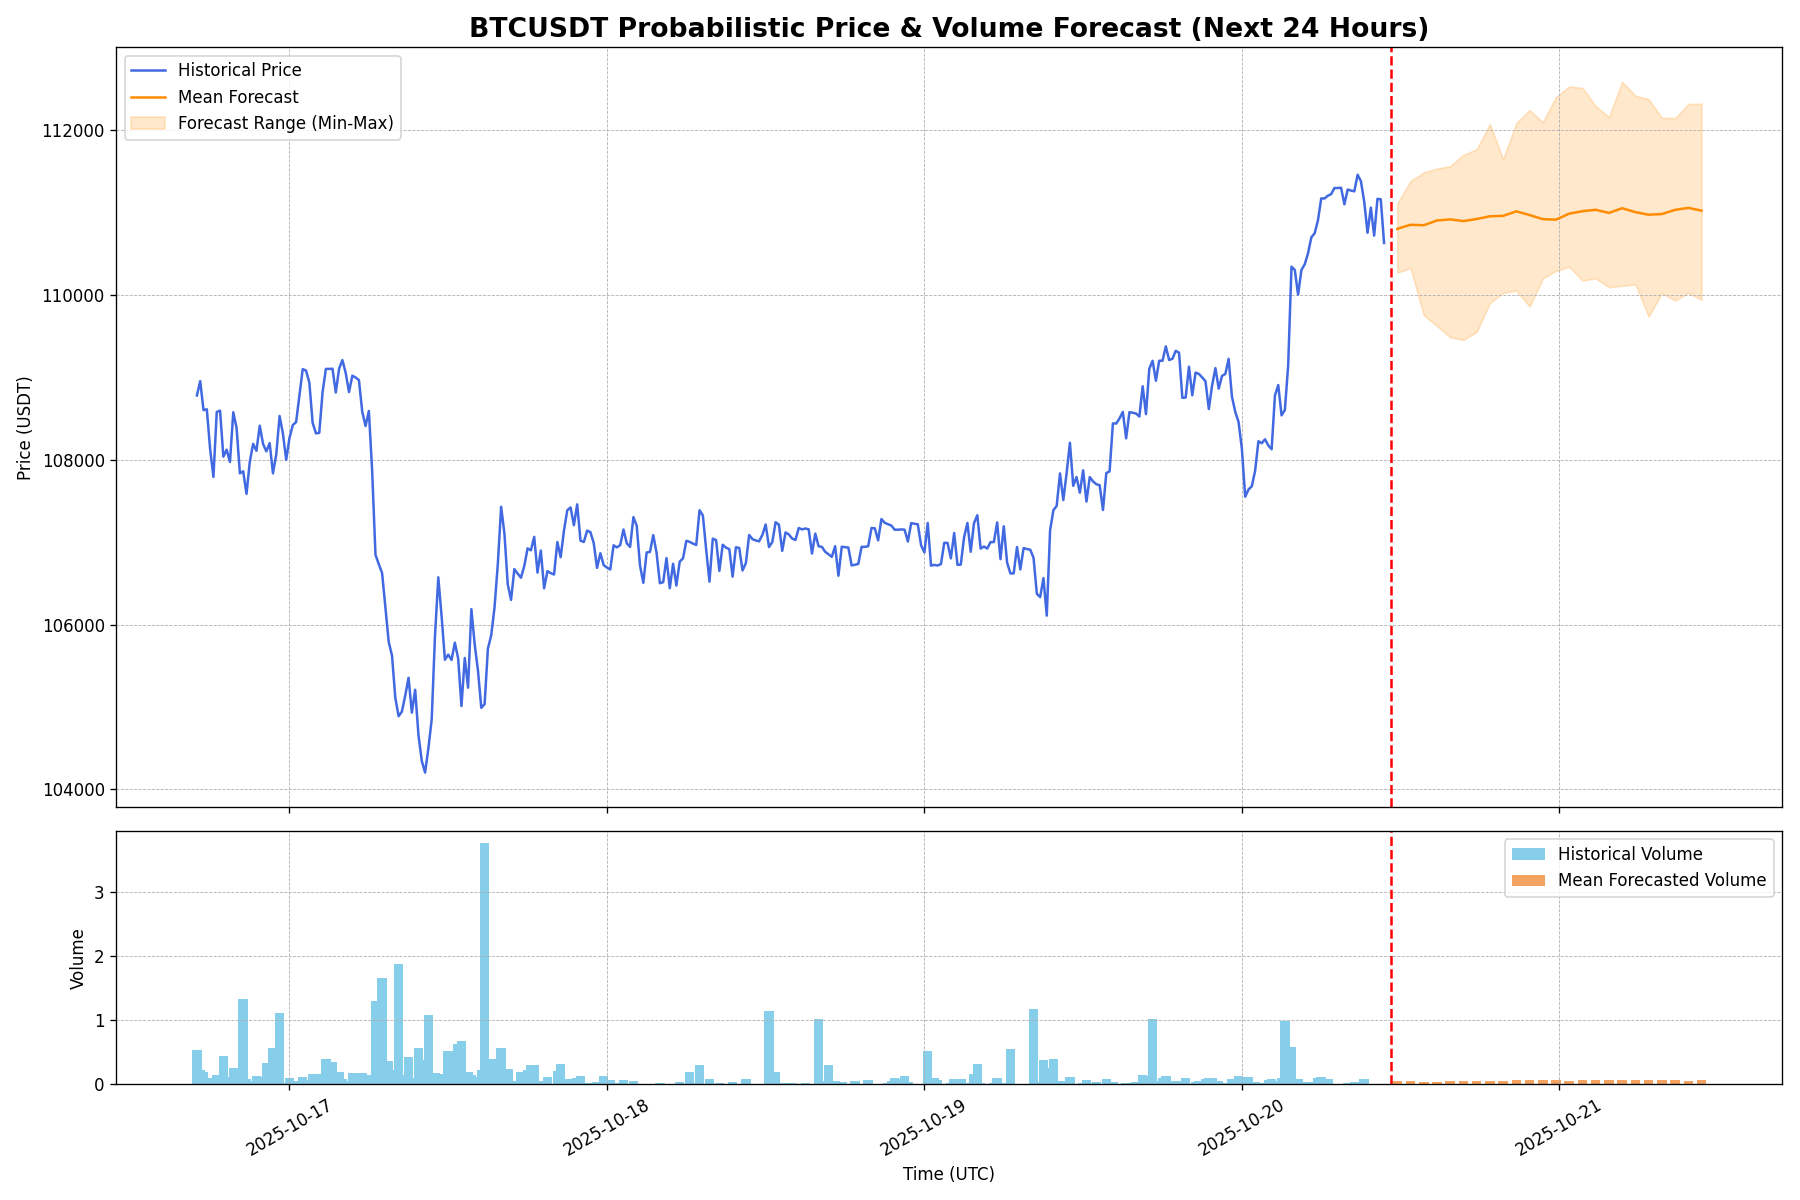 BTCUSDT Probabilistic Price & Volume Forecast (Next 24 Hours)
Historical Price
Mean Forecast
Forecast Range (Min-Max)
112000
110000
108000
106000
104000
Price (USDT)
Historical Volume
Mean Forecasted Volume
3
2
1
0
Volume
2025-10-17
2025-10-18
2025-10-19
2025-10-20
2025-10-21
Time (UTC)